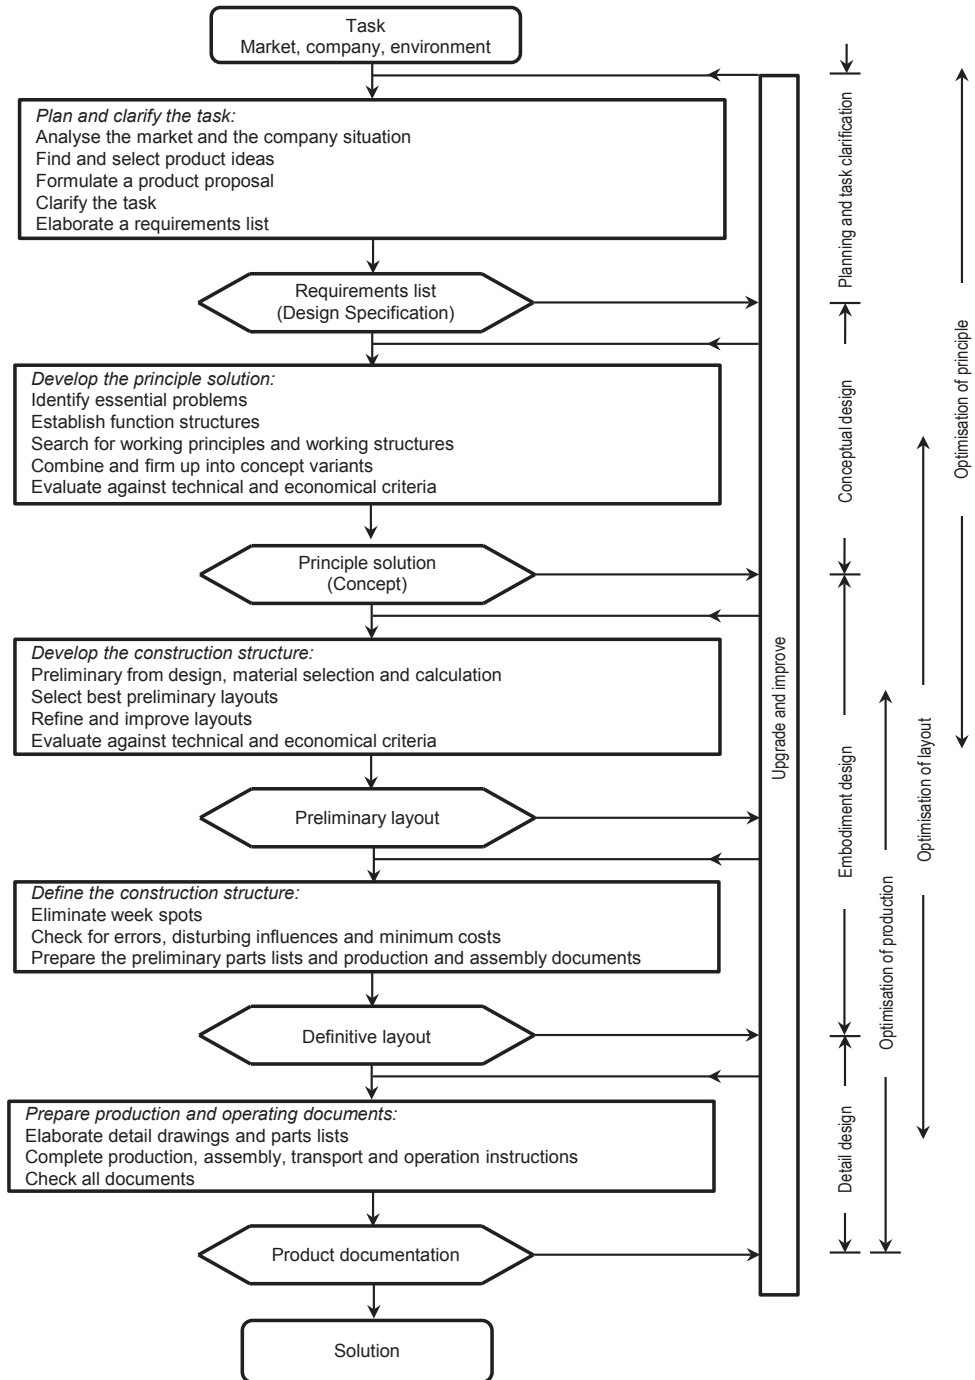 Task
Market, company, environment
Plan and clarify the task:
Analyse the market and the company situation
Find and select product ideas
Formulate a product proposal
Clarify the task
Elaborate a requirements list
Requirements list
(Design Specification)
Develop the principle solution:
Identify essential problems
Establish function structures
Search for working principles and working structures
Combine and firm up into concept variants
Evaluate against technical and economical criteria
Principle solution
(Concept)
Develop the construction structure:
Preliminary from design, material selection and calculation
Select best preliminary layouts
Refine and improve layouts
Evaluate against technical and economical criteria
Preliminary layout
Define the construction structure:
Eliminate week spots
Check for errors, disturbing influences and minimum costs
Prepare the preliminary parts lists and production and assembly documents
Definitive layout
Prepare production and operating documents:
Elaborate detail drawings and parts lists
Complete production, assembly, transport and operation instructions
Check all documents
Product documentation
Solution
Upgrade and improve
Planning and task clarification
Conceptual design
Embodiment design
Detail design
Optimisation of production
Optimisation of layout
Optimisation of principle